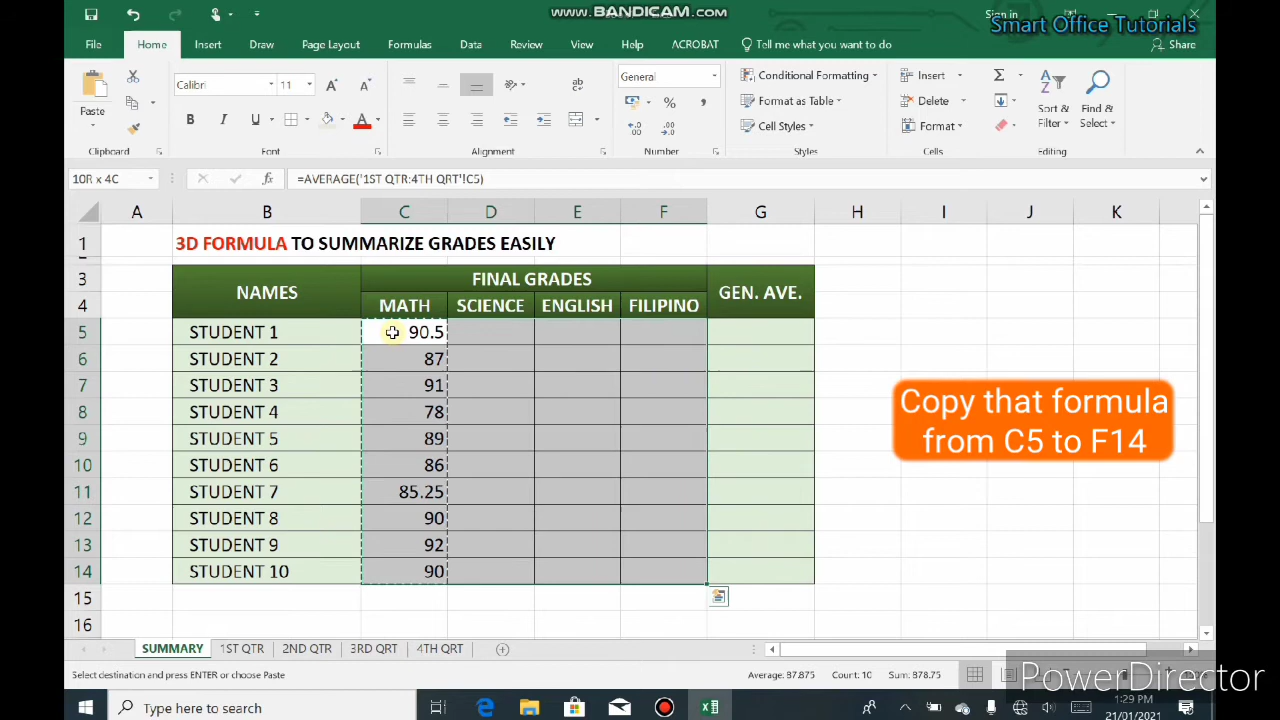 WWW.BANDICAM.COM
Sign in
Smart Office Tutorials
File Home Insert Draw Page Layout Formulas Data Review View Help ACROBAT Tell me what you want to do Share
Paste
Calibri 11
General
Conditional Formatting
Format as Table
Cell Styles
Insert
Delete
Format
Sort & Filter
Find & Select
Clipboard Font Alignment Number Styles Cells Editing
10R x 4C fx =AVERAGE('1ST QTR:4TH QRT'!C5)
A B C D E F G H I J K
1 3D FORMULA TO SUMMARIZE GRADES EASILY
3 NAMES FINAL GRADES GEN. AVE.
4 MATH SCIENCE ENGLISH FILIPINO
5 STUDENT 1 90.5
6 STUDENT 2 87
7 STUDENT 3 91
8 STUDENT 4 78
9 STUDENT 5 89
10 STUDENT 6 86
11 STUDENT 7 85.25
12 STUDENT 8 90
13 STUDENT 9 92
14 STUDENT 10 90
15
16
Copy that formula
from C5 to F14
SUMMARY 1ST QTR 2ND QTR 3RD QRT 4TH QRT
Select destination and press ENTER or choose Paste Average: 87.875 Count: 10 Sum: 878.75
PowerDirector
Type here to search
1:29 PM
21/01/2021